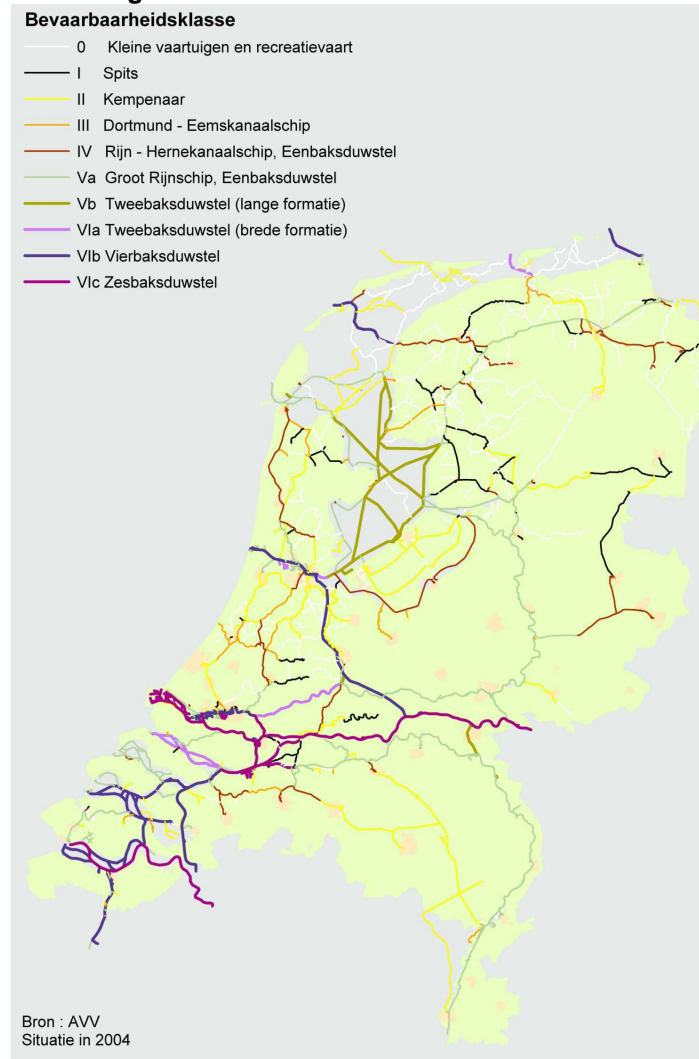 Bevaarbaarheidsklasse
0 Kleine vaartuigen en recreatievaart
I Spits
II Kempenaar
III Dortmund - Eemskanaalschip
IV Rijn - Hernekanaalschip, Eenbaksduwstel
Va Groot Rijnschip, Eenbaksduwstel
Vb Tweebaksduwstel (lange formatie)
VIa Tweebaksduwstel (brede formatie)
VIb Vierbaksduwstel
VIc Zesbaksduwstel
Bron : AVV
Situatie in 2004